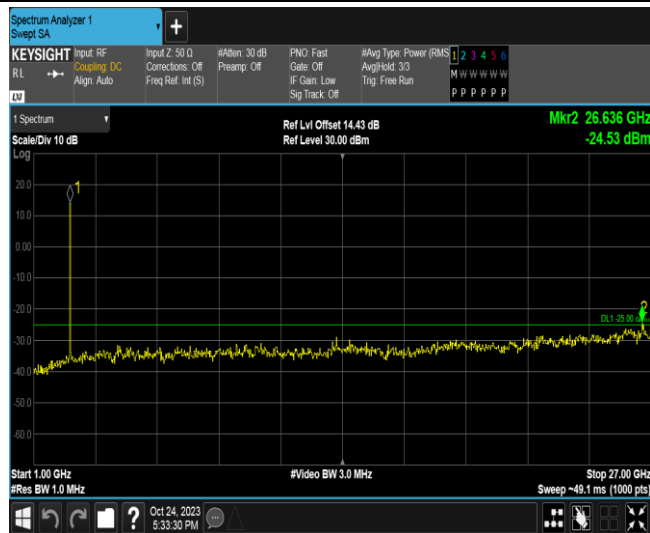 Spectrum Analyzer 1
Swept SA
KEYSIGHT
RL
Input: RF
Coupling: DC
Align: Auto
Input Z: 50 Ω
Corrections: Off
Freq Ref: Int (S)
#Atten: 30 dB
Preamp: Off
PNO: Fast
Gate: Off
IF Gain: Low
Sig Track: Off
#Avg Type: Power (RMS
Avg|Hold: 3/3
Trig: Free Run
1 2 3 4 5 6
M W W W W W
P P P P P P
1 Spectrum
Scale/Div 10 dB
Log
Ref Lvl Offset 14.43 dB
Ref Level 30.00 dBm
Mkr2 26.636 GHz
-24.53 dBm
20.0
10.0
0.00
-10.0
-20.0
-30.0
-40.0
-50.0
-60.0
1
2
DL1 -25.00
Start 1.00 GHz
#Res BW 1.0 MHz
#Video BW 3.0 MHz
Stop 27.00 GHz
Sweep ~49.1 ms (1000 pts)
Oct 24, 2023
5:33:30 PM